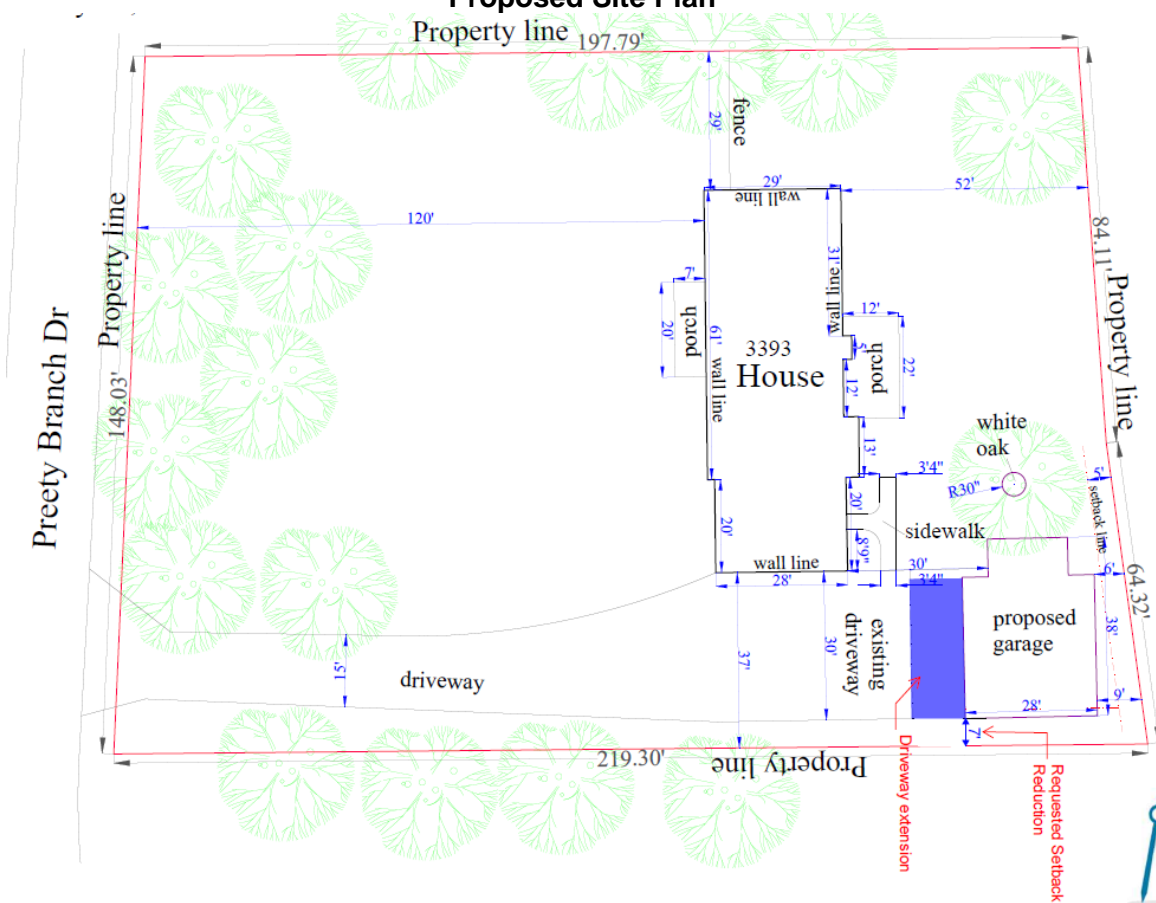 Proposed Site Plan
Property line
197.79'
fence
29'
29'
wall line
52'
120'
Property line
148.03'
Preety Branch Dr
84.11'
Property line
7'
20'
porch
61'
wall line
31'
wall line
12'
5'
porch
22'
12'
3393
House
13'
white
oak
R30"
3'4"
5'
setback line
20'
20'
sidewalk
8'9"
wall line
28'
30'
3'4"
6'
64.32'
15'
driveway
37'
30'
existing
driveway
proposed
garage
38'
28'
9'
7'
219.30'
Property line
Driveway extension
Requested Setback
Reduction